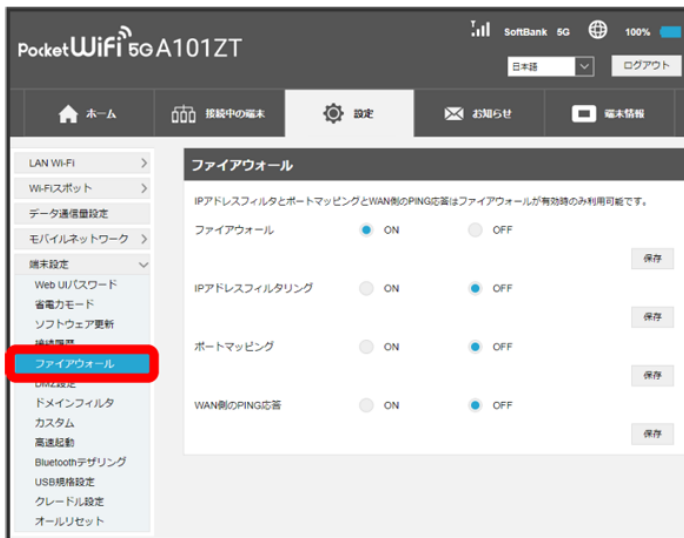 Pocket WiFi 5G A101ZT
SoftBank 5G 100%
日本語
ログアウト
ホーム
接続中の端末
設定
お知らせ
端末情報
LAN Wi-Fi
Wi-Fiスポット
データ通信量設定
モバイルネットワーク
端末設定
Web UIパスワード
省電力モード
ソフトウェア更新
接続履歴
ファイアウォール
DMZ設定
ドメインフィルタ
カスタム
高速起動
Bluetoothテザリング
USB規格設定
クレードル設定
オールリセット
ファイアウォール
IPアドレスフィルタとポートマッピングとWAN側のPING応答はファイアウォールが有効時のみ利用可能です。
ファイアウォール ON OFF
保存
IPアドレスフィルタリング ON OFF
保存
ポートマッピング ON OFF
保存
WAN側のPING応答 ON OFF
保存